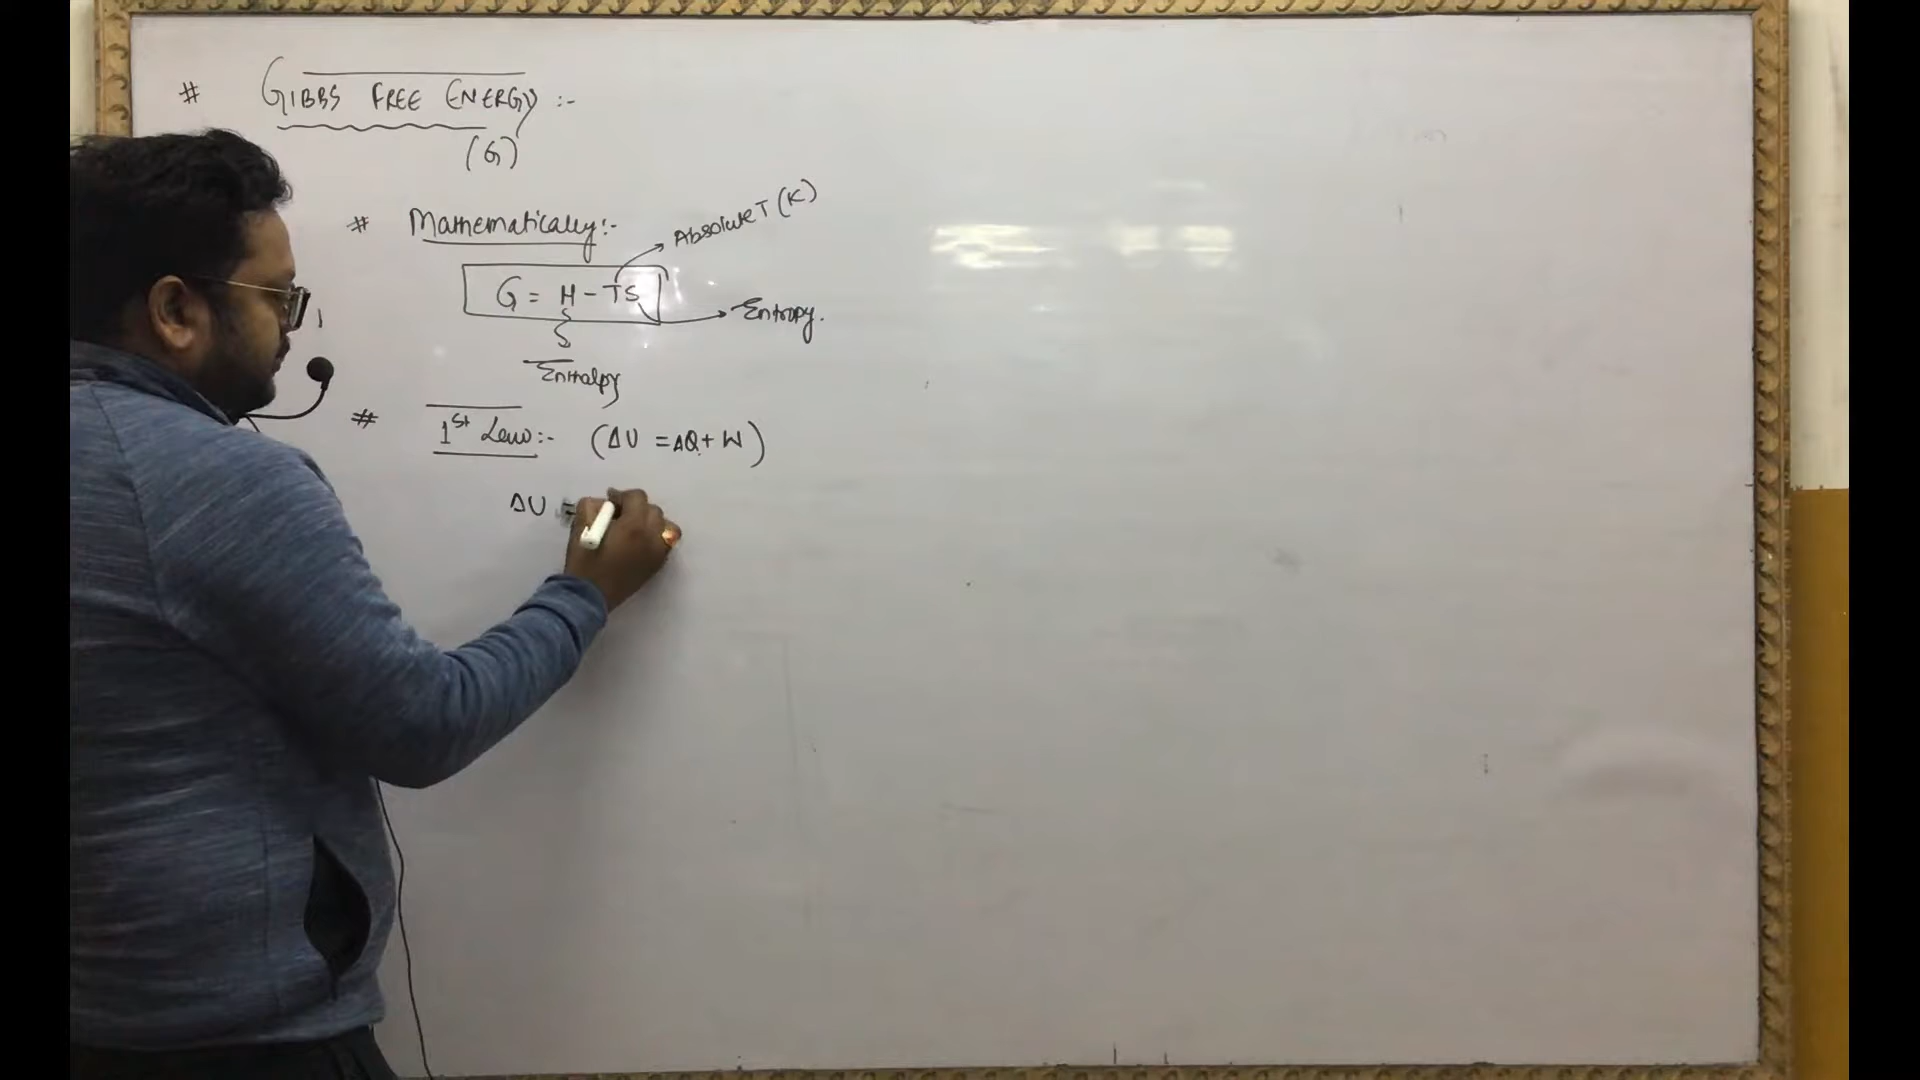 # GIBBS FREE ENERGY :-
(G)
# Mathematically:-
Absolute T (K)
G = H - TS
Entropy.
Enthalpy
# 1st Law:- (ΔU = ΔQ + W)
ΔU =